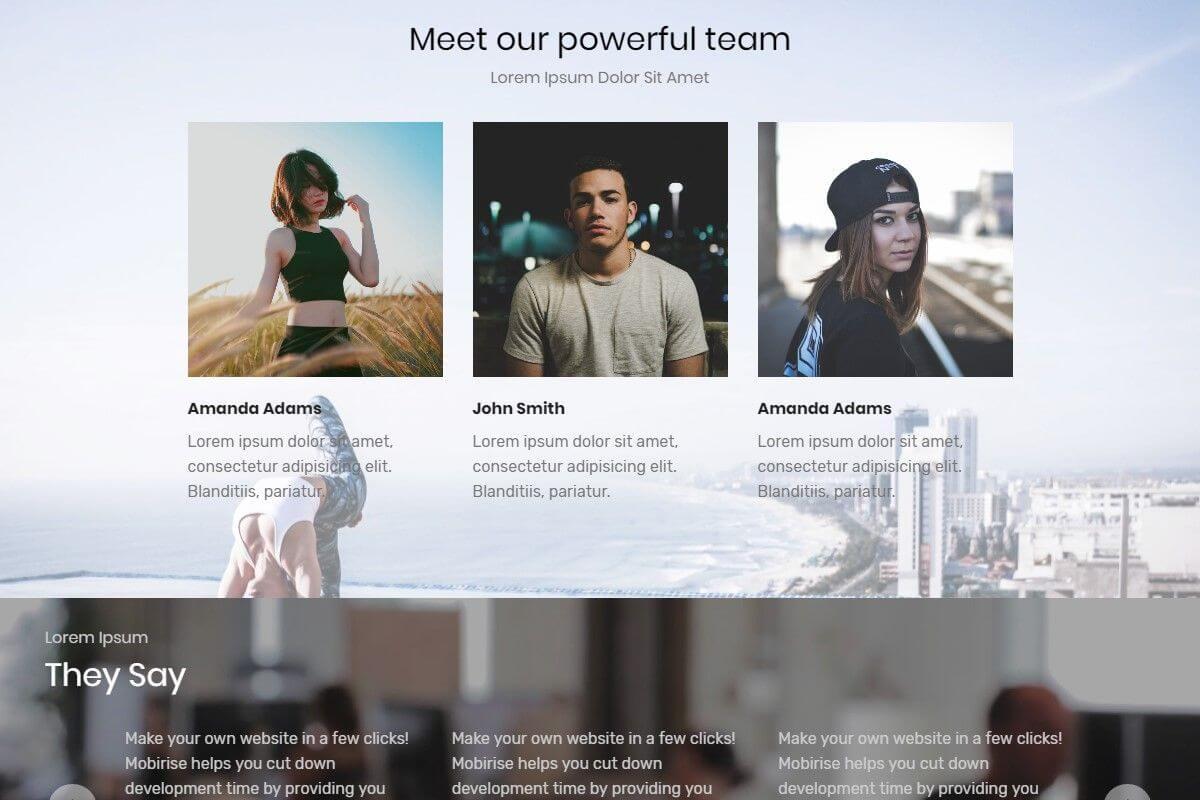 Meet our powerful team
Lorem Ipsum Dolor Sit Amet
Amanda Adams
Lorem ipsum dolor sit amet,
consectetur adipisicing elit.
Blanditiis, pariatur.
John Smith
Lorem ipsum dolor sit amet,
consectetur adipisicing elit.
Blanditiis, pariatur.
Amanda Adams
Lorem ipsum dolor sit amet,
consectetur adipisicing elit.
Blanditiis, pariatur.
Lorem Ipsum
They Say
Make your own website in a few clicks!
Mobirise helps you cut down
development time by providing you
Make your own website in a few clicks!
Mobirise helps you cut down
development time by providing you
Make your own website in a few clicks!
Mobirise helps you cut down
development time by providing you